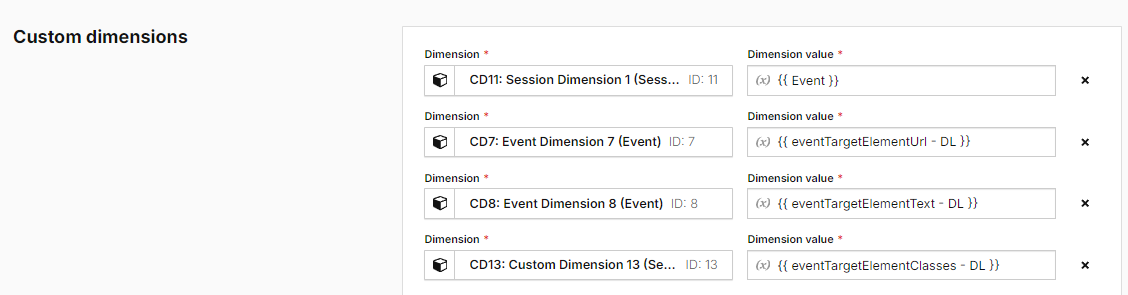 Custom dimensions
Dimension * Dimension value *
CD11: Session Dimension 1 (Sess... ID: 11 (x) {{ Event }}
Dimension * Dimension value *
CD7: Event Dimension 7 (Event) ID: 7 (x) {{ eventTargetElementUrl - DL }}
Dimension * Dimension value *
CD8: Event Dimension 8 (Event) ID: 8 (x) {{ eventTargetElementText - DL }}
Dimension * Dimension value *
CD13: Custom Dimension 13 (Se... ID: 13 (x) {{ eventTargetElementClasses - DL }}